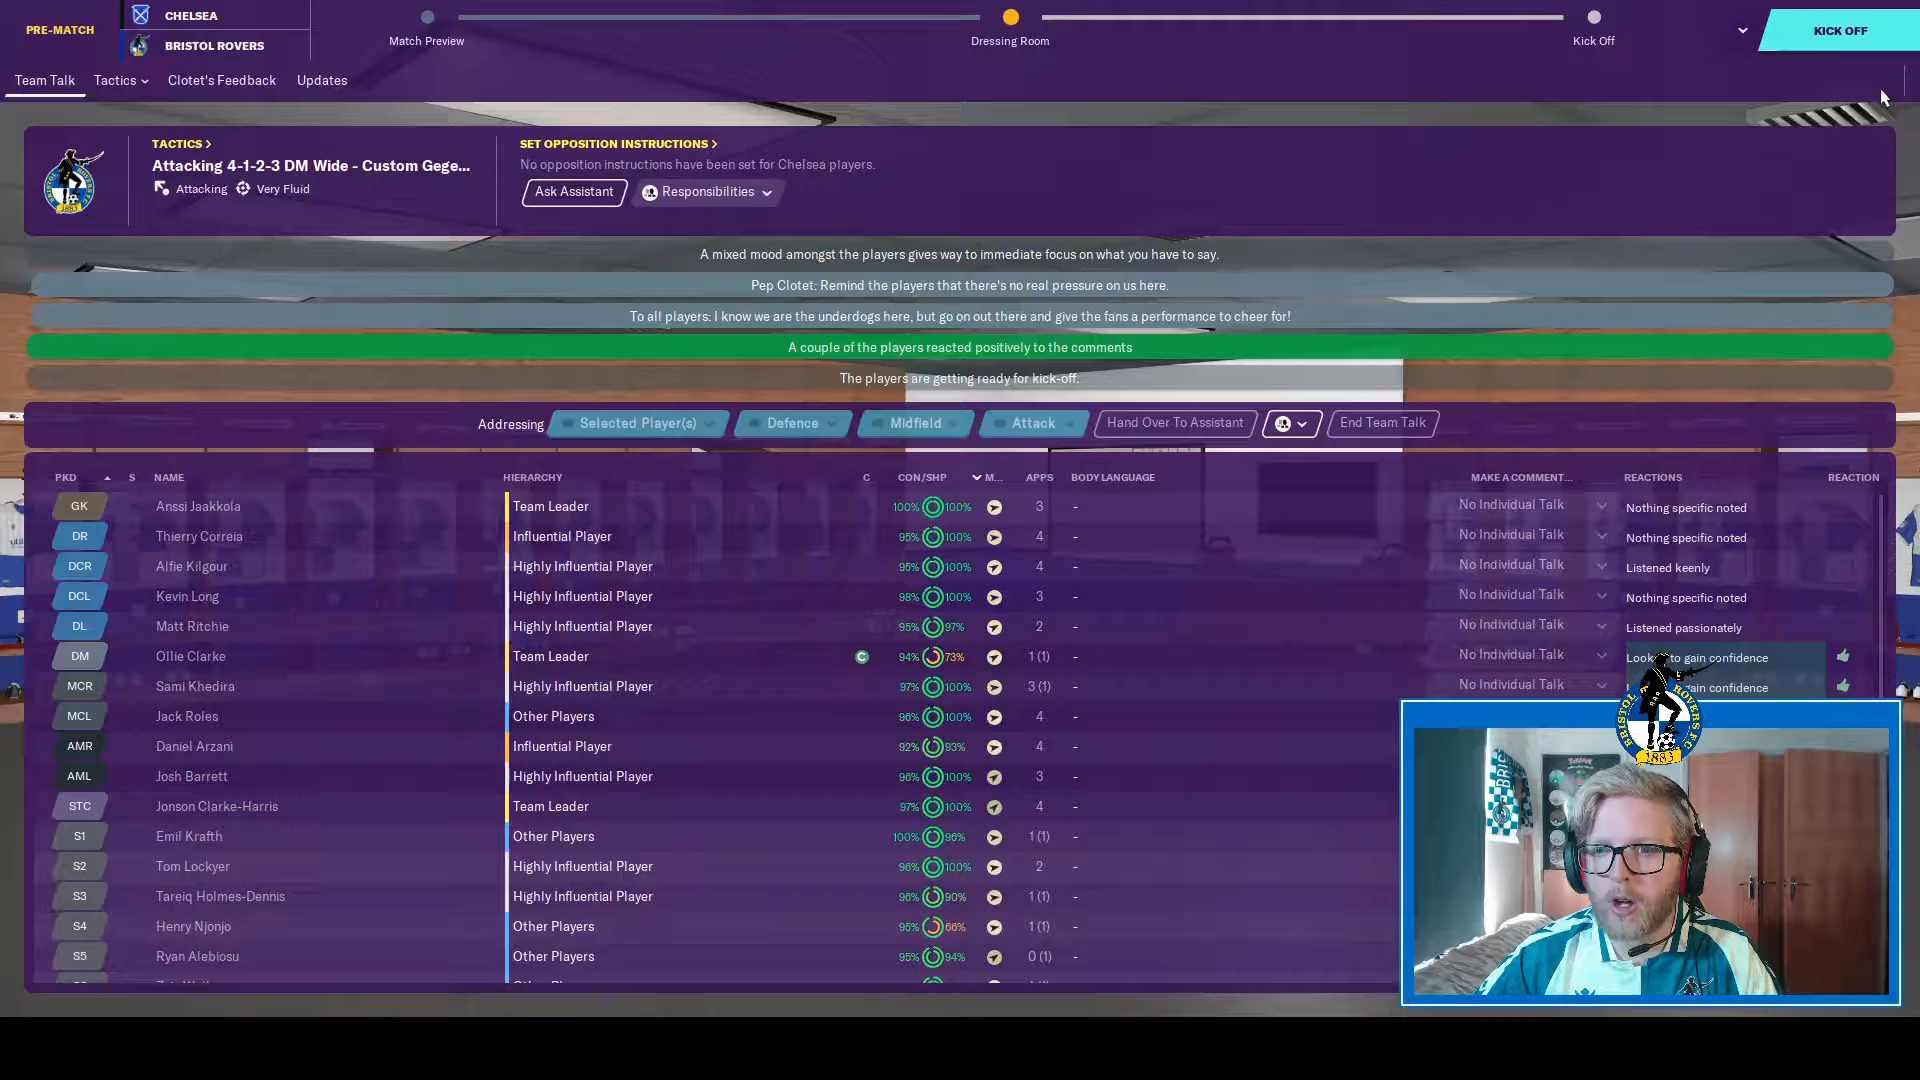 PRE-MATCH
CHELSEA
BRISTOL ROVERS
Match Preview
Dressing Room
Kick Off
KICK OFF
Team Talk
Tactics
Clotet's Feedback
Updates
TACTICS >
Attacking 4-1-2-3 DM Wide - Custom Gege...
Attacking
Very Fluid
SET OPPOSITION INSTRUCTIONS >
No opposition instructions have been set for Chelsea players.
Ask Assistant
Responsibilities
A mixed mood amongst the players gives way to immediate focus on what you have to say.
Pep Clotet: Remind the players that there's no real pressure on us here.
To all players: I know we are the underdogs here, but go on out there and give the fans a performance to cheer for!
A couple of the players reacted positively to the comments
The players are getting ready for kick-off.
Addressing Selected Player(s) Defence Midfield Attack Hand Over To Assistant End Team Talk
PKD S NAME HIERARCHY C CON/SHP M... APPS BODY LANGUAGE MAKE A COMMENT... REACTIONS REACTION
GK Anssi Jaakkola Team Leader 100% 100% 3 - No Individual Talk Nothing specific noted
DR Thierry Correia Influential Player 95% 100% 4 - No Individual Talk Nothing specific noted
DCR Alfie Kilgour Highly Influential Player 95% 100% 4 - No Individual Talk Listened keenly
DCL Kevin Long Highly Influential Player 98% 100% 3 - No Individual Talk Nothing specific noted
DL Matt Ritchie Highly Influential Player 95% 97% 2 - No Individual Talk Listened passionately
DM Ollie Clarke Team Leader C 94% 73% 1 (1) - No Individual Talk to gain confidence
MCR Sami Khedira Highly Influential Player 97% 100% 3 (1) - No Individual Talk gain confidence
MCL Jack Roles Other Players 96% 100% 4 -
AMR Daniel Arzani Influential Player 92% 93% 4 -
AML Josh Barrett Highly Influential Player 96% 100% 3 -
STC Jonson Clarke-Harris Team Leader 97% 100% 4 -
S1 Emil Krafth Other Players 100% 96% 1 (1) -
S2 Tom Lockyer Highly Influential Player 96% 100% 2 -
S3 Tareiq Holmes-Dennis Highly Influential Player 96% 90% 1 (1) -
S4 Henry Njonjo Other Players 95% 66% 1 (1) -
S5 Ryan Alebiosu Other Players 95% 94% 0 (1) -
BRISTOL ROVERS FC
1883